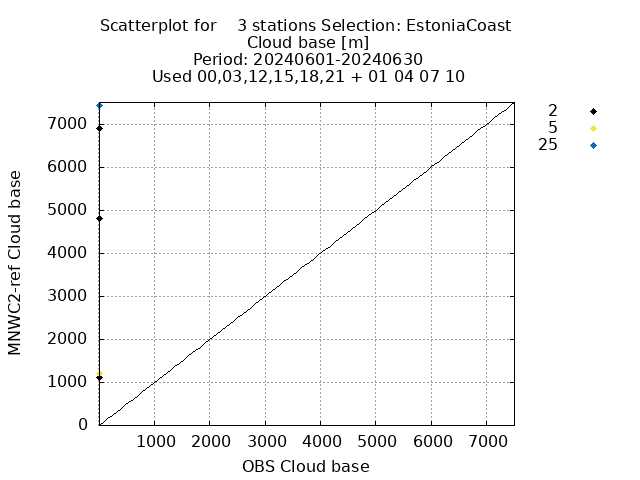 Scatterplot for    3 stations Selection: EstoniaCoast
Cloud base [m]
Period: 20240601-20240630
Used 00,03,12,15,18,21 + 01 04 07 10
2
5
25
7000
6000
5000
4000
3000
2000
1000
0
MNWC2-ref Cloud base
1000 2000 3000 4000 5000 6000 7000
OBS Cloud base